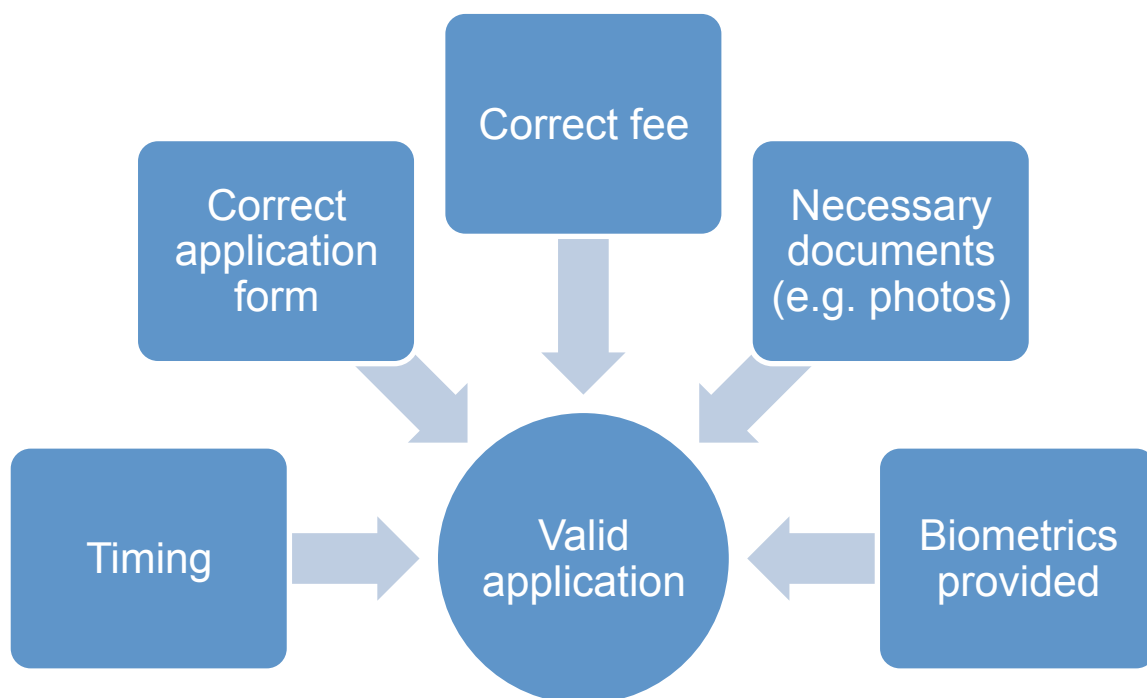 Correct fee
Correct
application
form
Necessary
documents
(e.g. photos)
Timing
Valid
application
Biometrics
provided